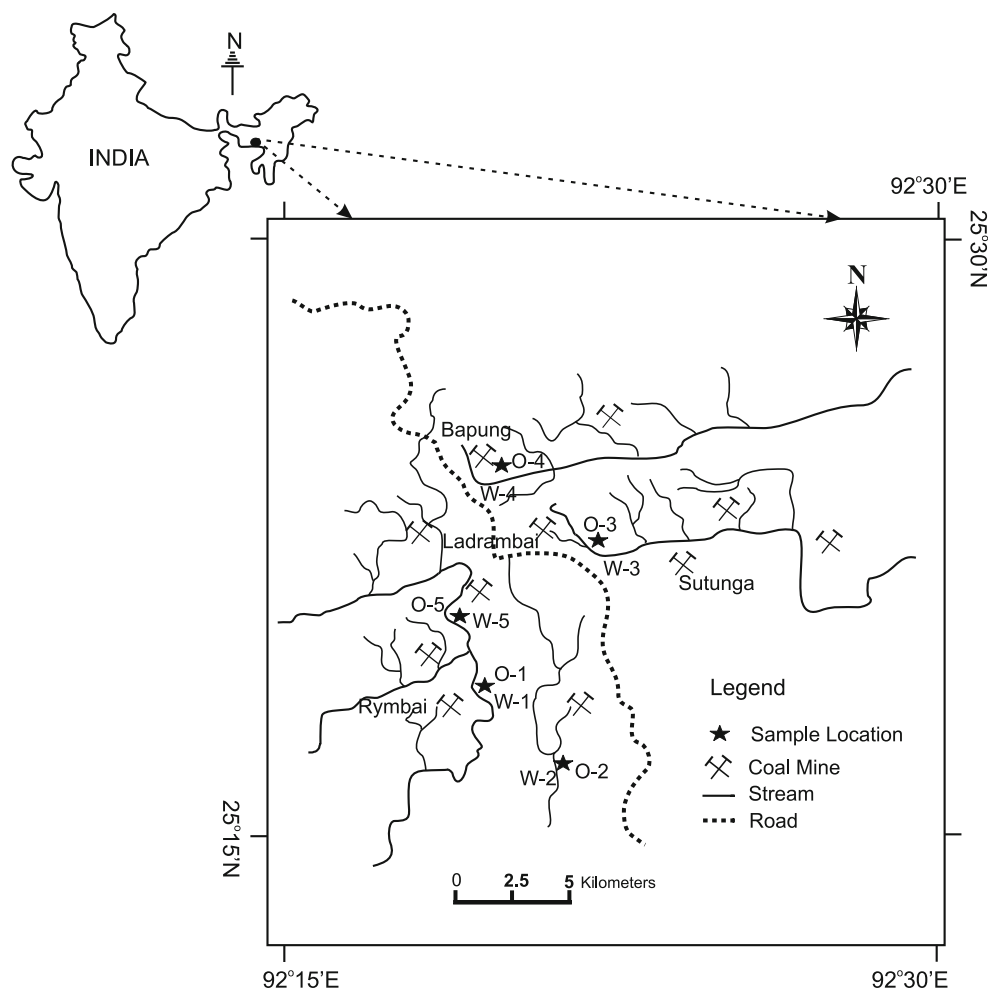 N
INDIA
92°30'E
25°30'N
N
Bapung
O-4
W-4
O-3
Ladrambai
W-3
Sutunga
O-5
W-5
O-1
W-1
Rymbai
W-2 O-2
Legend
Sample Location
Coal Mine
Stream
Road
25°15'N
0 2.5 5 Kilometers
92°15'E
92°30'E